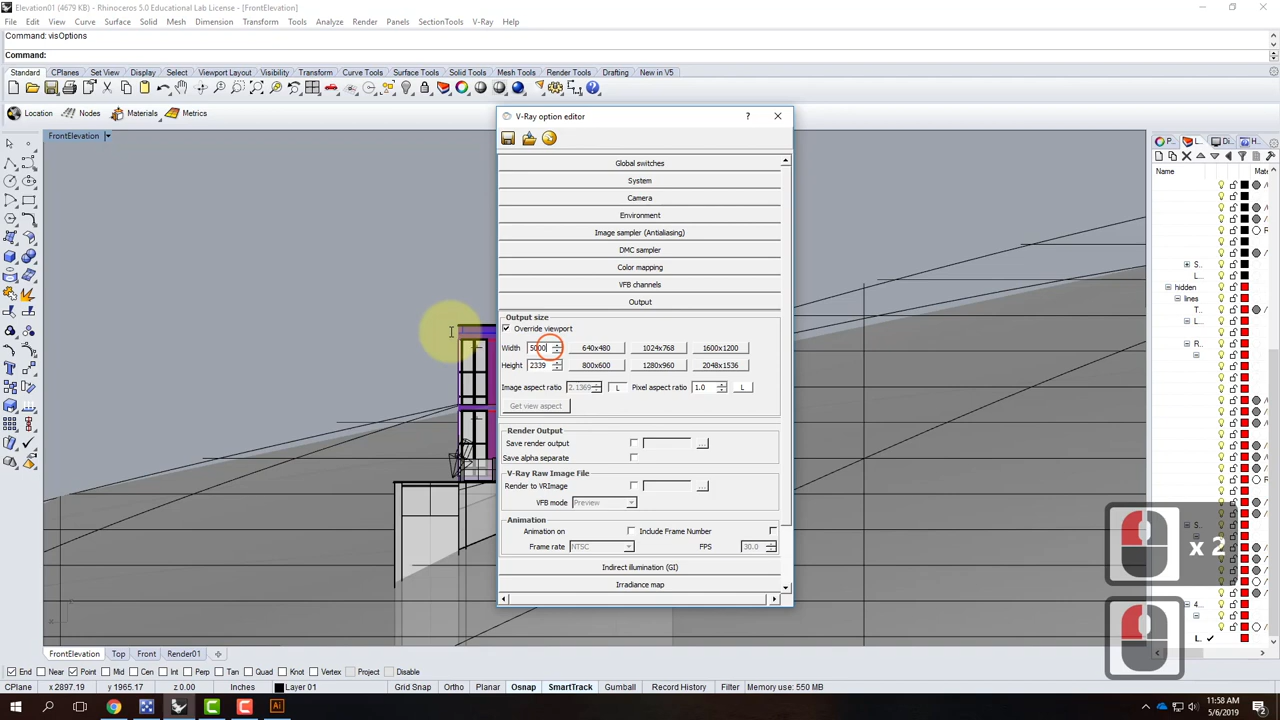 Elevation01 (4679 KB) - Rhinoceros 5.0 Educational Lab License - [FrontElevation]
File Edit View Curve Surface Solid Mesh Dimension Transform Tools Analyze Render Panels SectionTools V-Ray Help
Command: visOptions
Command:
Standard CPlanes Set View Display Select Viewport Layout Visibility Transform Curve Tools Surface Tools Solid Tools Mesh Tools Render Tools Drafting New in V5
Location Nodes Materials Metrics
FrontElevation
V-Ray option editor
?
Global switches
System
Camera
Environment
Image sampler (Antialiasing)
DMC sampler
Color mapping
VFB channels
Output
Output size
Override viewport
Width 5000 640x480 1024x768 1600x1200
Height 2339 800x600 1280x960 2048x1536
Image aspect ratio 2.1369 L Pixel aspect ratio 1.0 L
Get view aspect
Render Output
Save render output ...
Save alpha separate
V-Ray Raw Image File
Render to VRImage ...
VFB mode Preview
Animation
Animation on Include Frame Number
Frame rate NTSC FPS 30.0
Indirect illumination (GI)
Irradiance map
P... L... Di... H...
Name Mate
S...
L...
hidden
lines
T...
L...
R...
S...
4...
L...
x 2
FrontElevation Top Front Render01
End Near Point Mid Cen Int Perp Tan Quad Knot Vertex Project Disable
CPlane x 2897.19 y 1965.17 z 0.00 Inches Layer 01 Grid Snap Ortho Planar Osnap SmartTrack Gumball Record History Filter Memory use: 550 MB
11:58 AM
5/6/2019